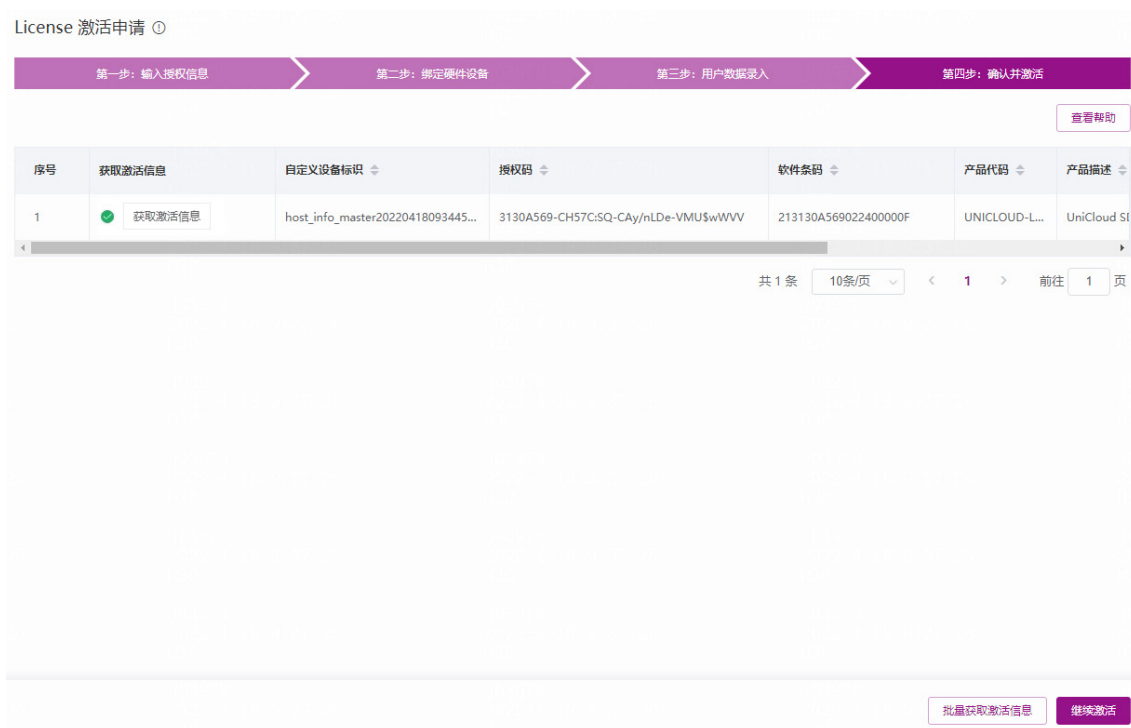 License 激活申请
第一步：输入授权信息
第二步：绑定硬件设备
第三步：用户数据录入
第四步：确认并激活
查看帮助
序号 获取激活信息 自定义设备标识 授权码 软件条码 产品代码 产品描述
1 获取激活信息 host_info_master20220418093445... 3130A569-CH57C:SQ-CAy/nLDe-VMU$wWVV 213130A569022400000F UNICLOUD-L... UniCloud
共 1 条 10条/页 < 1 > 前往 1 页
批量获取激活信息 继续激活